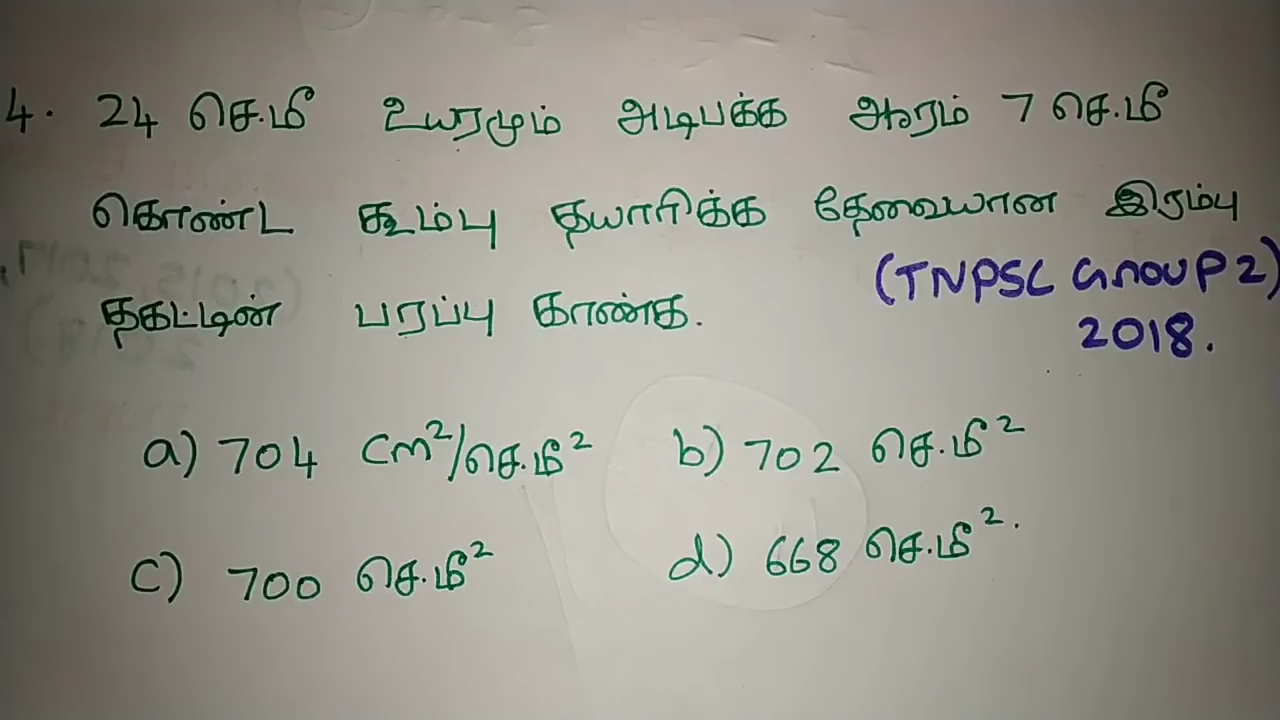 4. 24 செ.மீ உயரமும் அடிபக்க ஆரம் 7 செ.மீ
கொண்ட கூம்பு தயாரிக்க தேவையான இரும்பு
தகட்டின் பரப்பு காண்க.
(TNPSC GROUP 2)
2018.
a) 704 cm²/செ.மீ² b) 702 செ.மீ²
c) 700 செ.மீ² d) 668 செ.மீ².